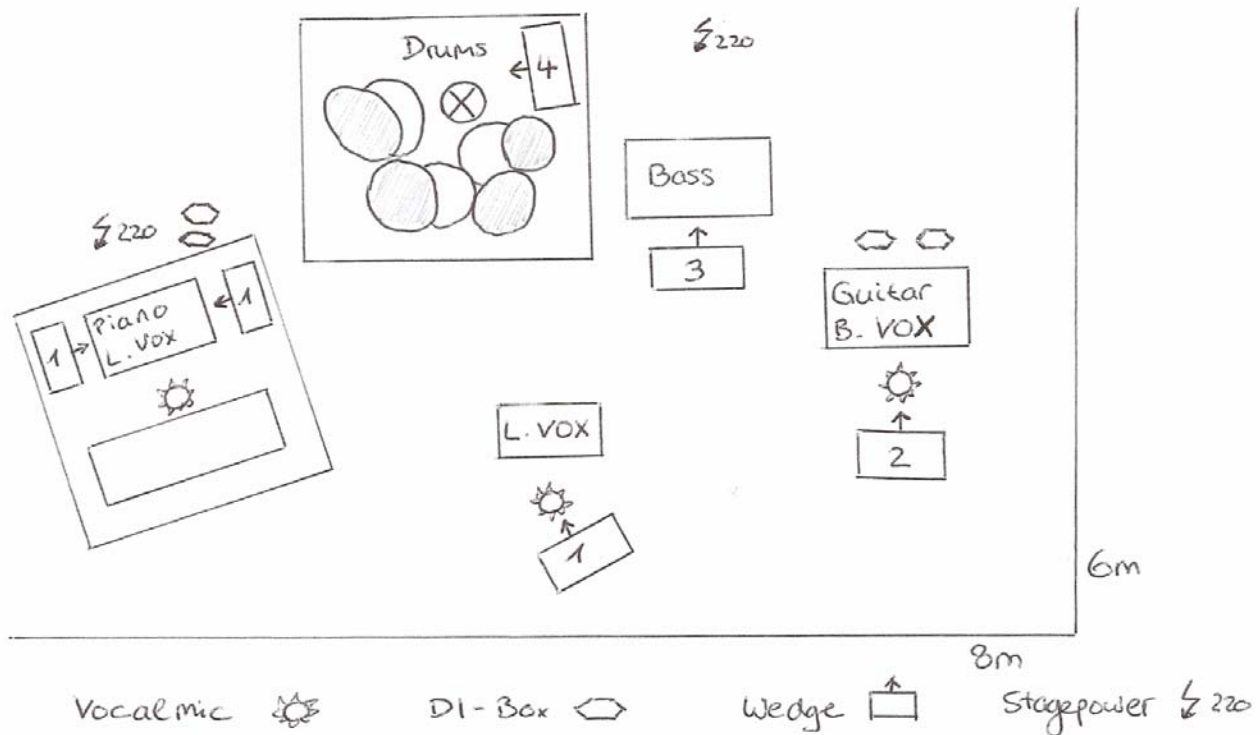 Drums
4
220
Bass
3
220
Guitar
B. VOX
2
Piano
L. VOX
1
1
L. VOX
1
6m
8m
Vocalmic
DI-Box
Wedge
Stagepower
220